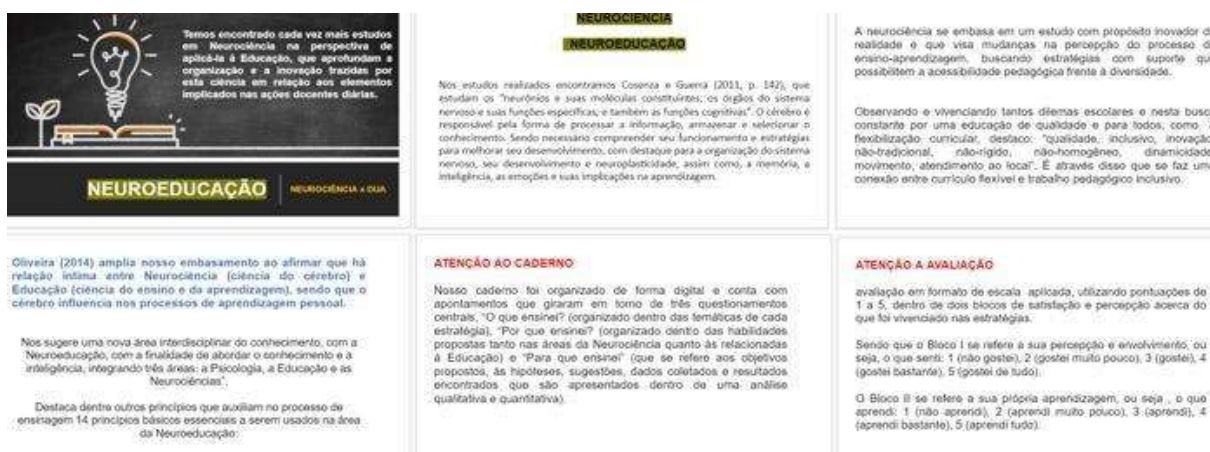 Temos encontrado cada vez mais estudos
em Neurociência na perspectiva de
aplicá-la à Educação, que aprofundam a
organização e a inovação trazidas por
esta ciência em relação aos elementos
implicados nas ações docentes diárias.
NEUROEDUCAÇÃO
NEUROCIÊNCIA e DUA
NEUROCIÊNCIA
NEUROEDUCAÇÃO
Nos estudos realizados encontramos Cosenza e Guerra (2011, p. 142), que
estudam os "neurônios e suas moléculas constituintes, os órgãos do sistema
nervoso e suas funções específicas, e também as funções cognitivas". O cérebro é
responsável pela forma de processar a informação, armazenar e selecionar o
conhecimento. Sendo necessário compreender seu funcionamento e estratégias
para melhorar seu desenvolvimento, com destaque para a organização do sistema
nervoso, seu desenvolvimento e neuroplasticidade, assim como, a memória, a
inteligência, as emoções e suas implicações na aprendizagem.
A neurociência se embasa em um estudo com propósito inovador d
realidade e que visa mudanças na percepção do processo d
ensino-aprendizagem, buscando estratégias com suporte qu
possibilitem a acessibilidade pedagógica frente à diversidade.
Observando e vivenciando tantos dilemas escolares e nesta busc
constante por uma educação de qualidade e para todos, como
flexibilização curricular, destaco: "qualidade, inclusivo, inovação
não-tradicional, não-rígido, não-homogêneo, dinamicidade
movimento, atendimento ao local". É através disso que se faz um
conexão entre currículo flexível e trabalho pedagógico inclusivo.
Oliveira (2014) amplia nosso embasamento ao afirmar que há
relação íntima entre Neurociência (ciência do cérebro) e
Educação (ciência do ensino e da aprendizagem), sendo que o
cérebro influencia nos processos de aprendizagem pessoal.
Nos sugere uma nova área interdisciplinar do conhecimento, com a
Neuroeducação, com a finalidade de abordar o conhecimento e a
inteligência, integrando três áreas: a Psicologia, a Educação e as
Neurociências".
Destaca dentre outros princípios que auxiliam no processo de
ensinagem 14 princípios básicos essenciais a serem usados na área
da Neuroeducação:
ATENÇÃO AO CADERNO
Nosso caderno foi organizado de forma digital e conta com
apontamentos que giraram em torno de três questionamentos
centrais, "O que ensinei? (organizado dentro das temáticas de cada
estratégia), "Por que ensinei? (organizado dentro das habilidades
propostas tanto nas áreas da Neurociência quanto às relacionadas
à Educação) e "Para que ensinei" (que se refere aos objetivos
propostos, às hipóteses, sugestões, dados coletados e resultados
encontrados que são apresentados dentro de uma análise
qualitativa e quantitativa).
ATENÇÃO A AVALIAÇÃO
avaliação em formato de escala aplicada, utilizando pontuações de
1 a 5, dentro de dois blocos de satisfação e percepção acerca do
que foi vivenciado nas estratégias.
Sendo que o Bloco I se refere a sua percepção e envolvimento, ou
seja, o que senti: 1 (não gostei), 2 (gostei muito pouco), 3 (gostei), 4
(gostei bastante), 5 (gostei de tudo).
O Bloco II se refere a sua própria aprendizagem, ou seja , o que
aprendi: 1 (não aprendi), 2 (aprendi muito pouco), 3 (aprendi), 4
(aprendi bastante), 5 (aprendi tudo).